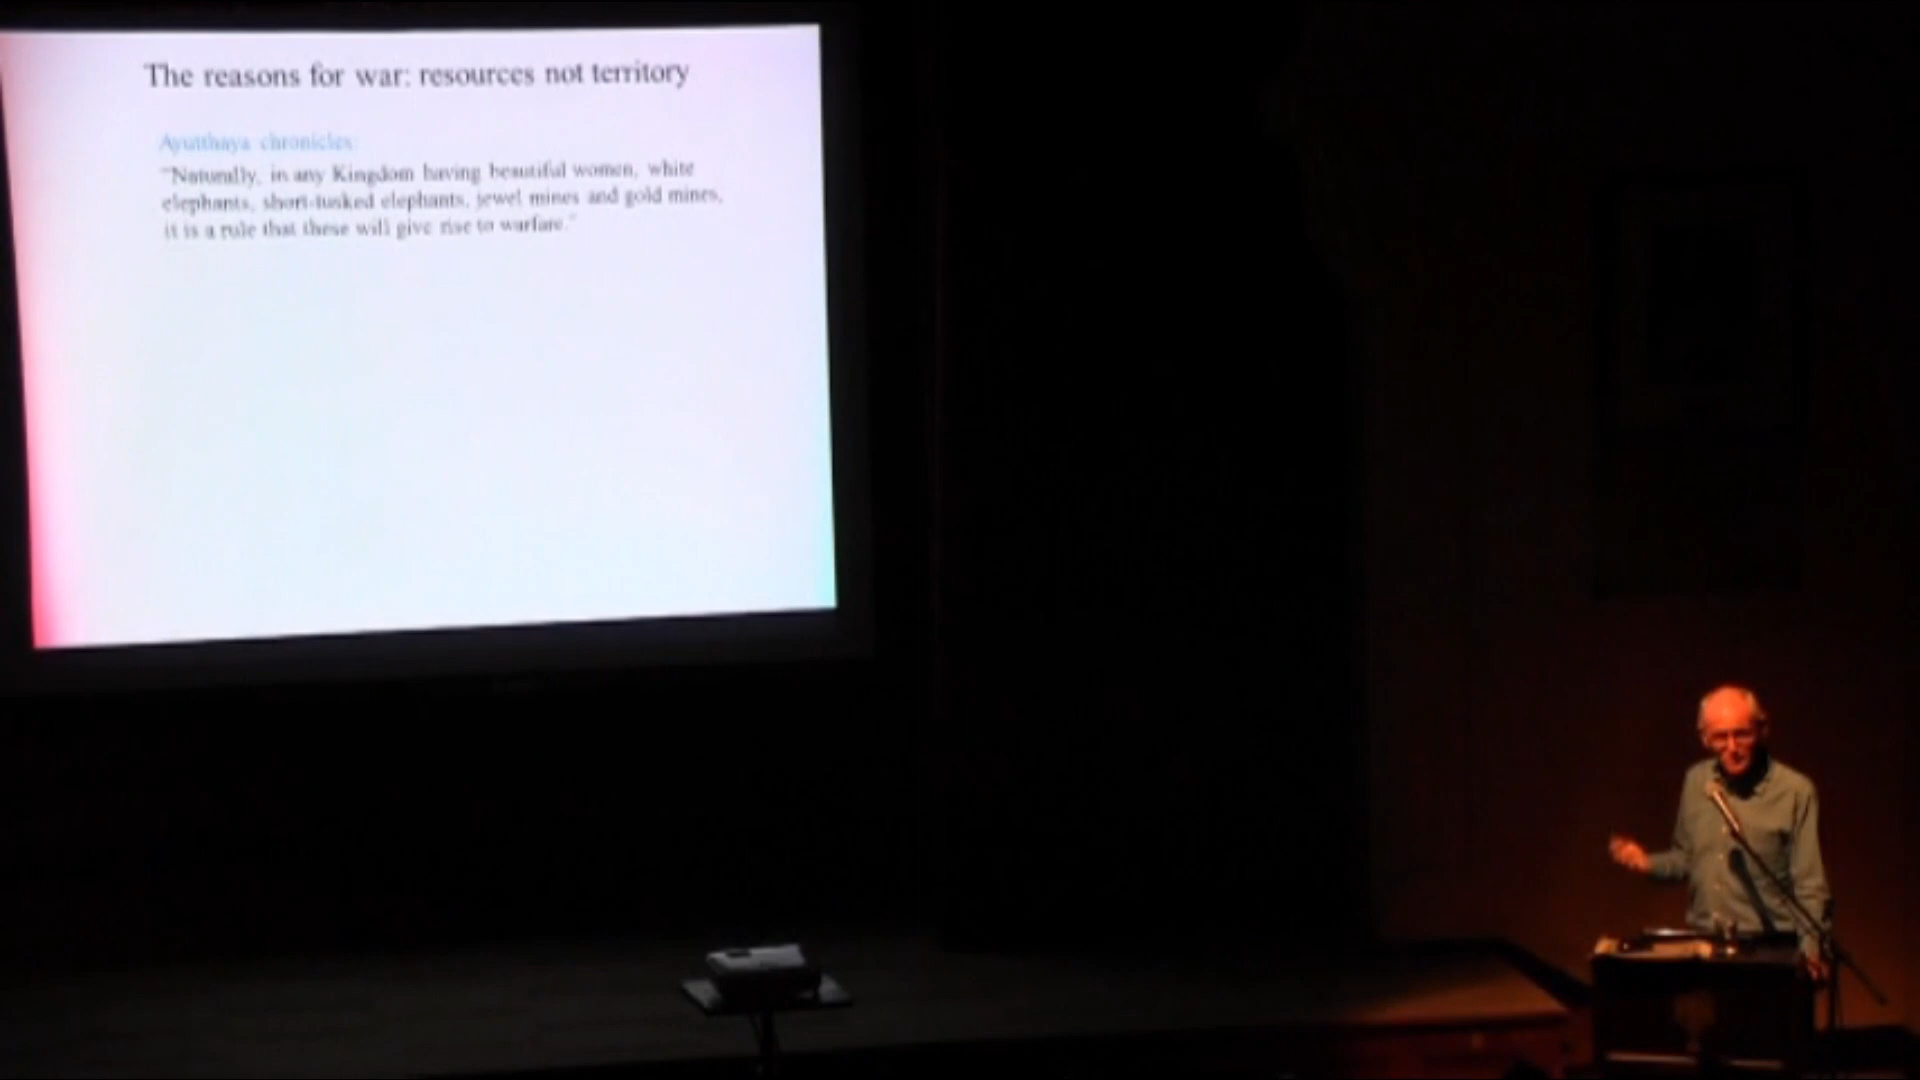 The reasons for war: resources not territory
Ayutthaya chronicles:
"Naturally, in any Kingdom having beautiful women, white
elephants, short-tusked elephants, jewel mines and gold mines,
it is a rule that these will give rise to warfare."